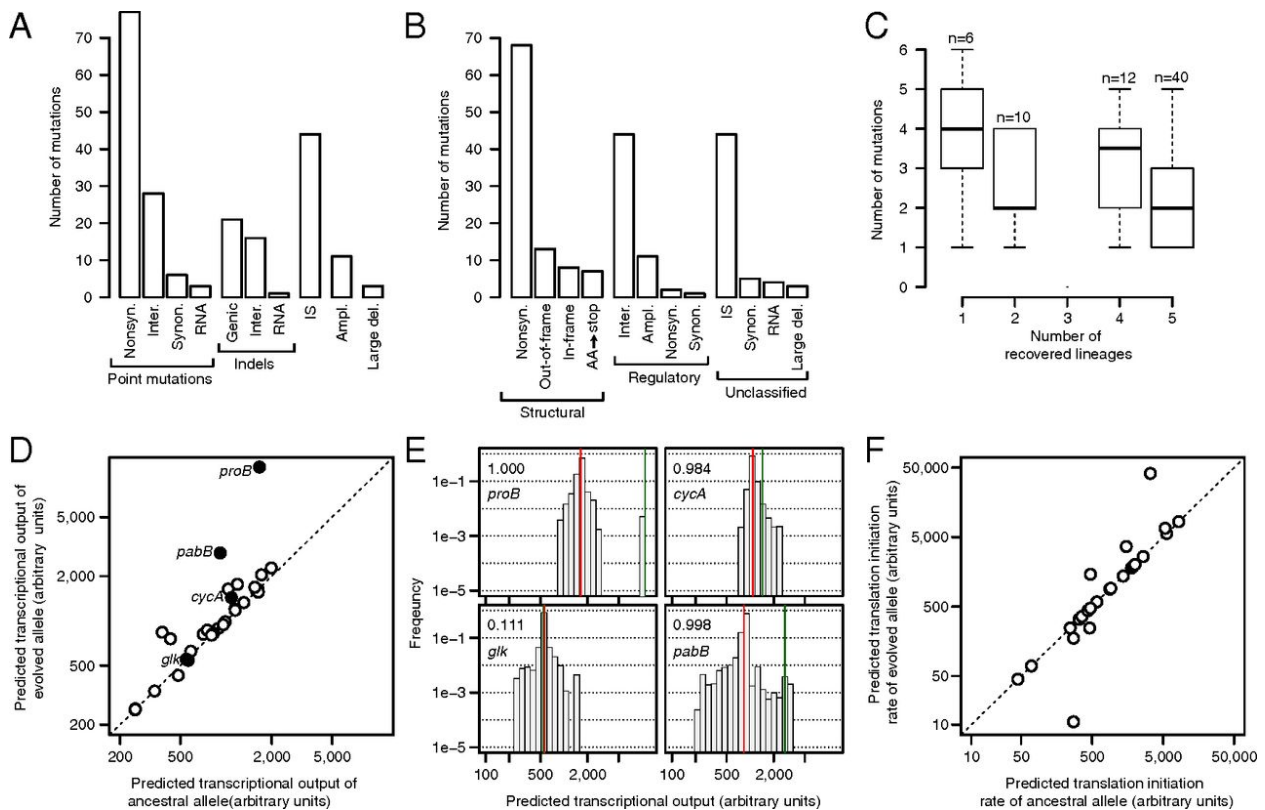 A
Number of mutations
70
60
50
40
30
20
10
0
Nonsyn.
Inter.
Synon.
RNA
Genic
Inter.
RNA
IS
Ampl.
Large del.
Point mutations
Indels
B
Number of mutations
70
60
50
40
30
20
10
0
Nonsyn.
Out-of-frame
In-frame
AA→stop
Inter.
Ampl.
Nonsyn.
Synon.
IS
Synon.
RNA
Large del.
Structural
Regulatory
Unclassified
C
Number of mutations
6
5
4
3
2
1
0
n=6
n=10
n=12
n=40
1 2 3 4 5
Number of
recovered lineages
D
Predicted transcriptional output of
evolved allele (arbitrary units)
5,000
2,000
500
200
proB
pabB
cycA
glk
200 500 2,000 5,000
Predicted transcriptional output of
ancestral allele(arbitrary units)
E
Freqeuncy
1e−1
1e−3
1e−5
1e−1
1e−3
1e−5
1.000
proB
0.984
cycA
0.111
glk
0.998
pabB
100 500 2,000 100 500 2,000
Predicted transcriptional output (arbitrary units)
F
Predicted translation initiation
rate of evolved allele (arbitrary units)
50,000
5,000
500
50
10
10 50 500 5,000 50,000
Predicted translation initiation
rate of ancestral allele (arbitrary units)